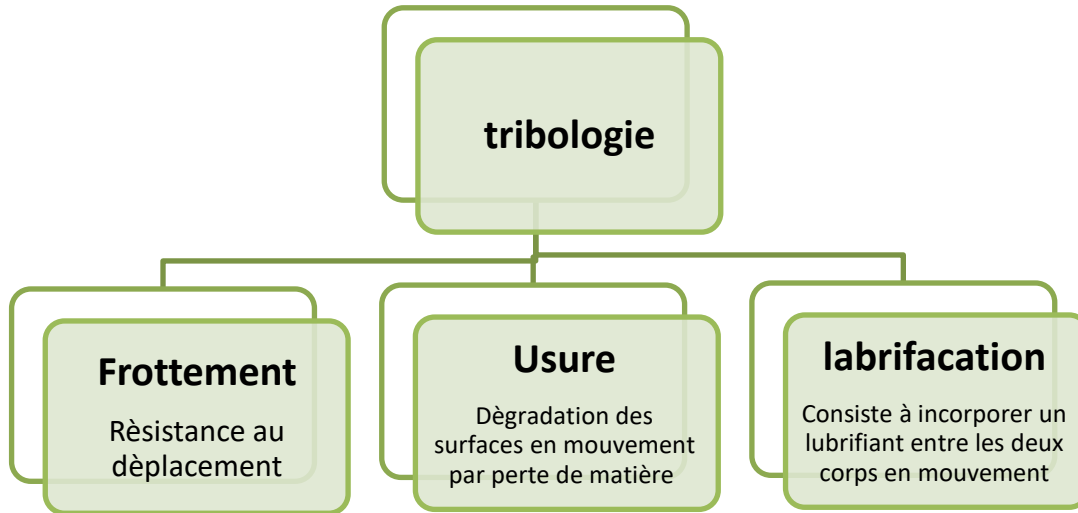 tribologie
Frottement
Rèsistance au
dèplacement
Usure
Dègradation des
surfaces en mouvement
par perte de matière
labrifacation
Consiste à incorporer un
lubrifiant entre les deux
corps en mouvement